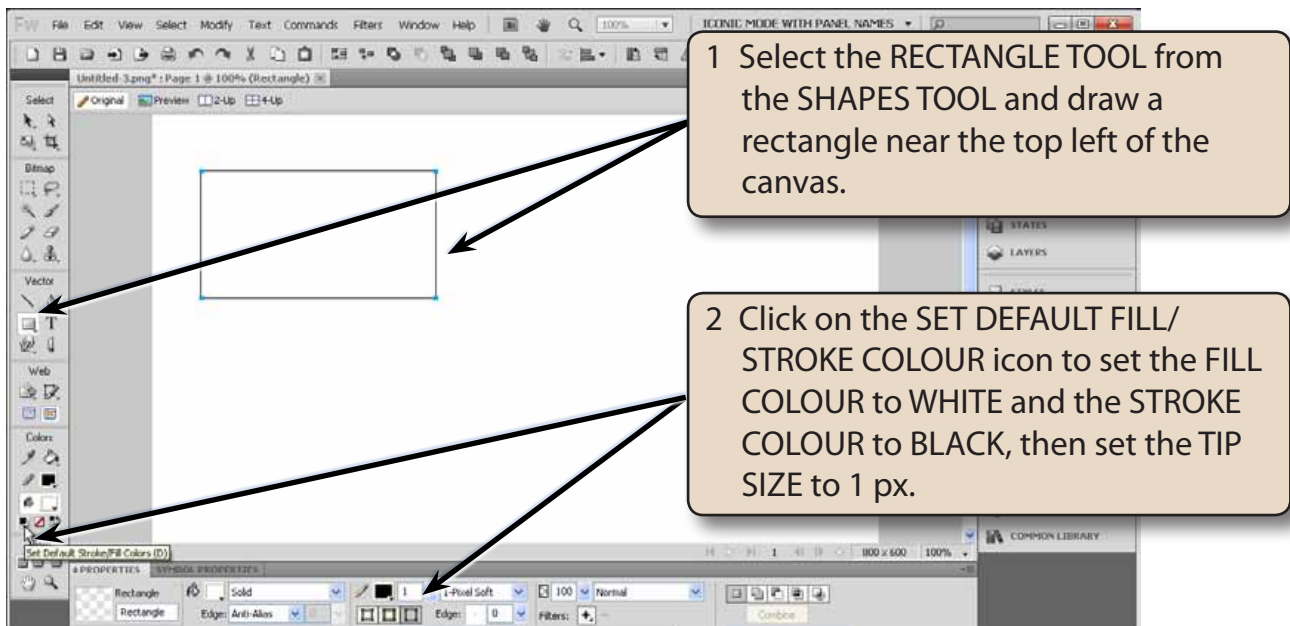 Fw File Edit View Select Modify Text Commands Filters Window Help 100% ICONIC MODE WITH PANEL NAMES
Untitled-3.png* : Page 1 @ 100% (Rectangle)
Select Original Preview 2-Up 4-Up
1 Select the RECTANGLE TOOL from
the SHAPES TOOL and draw a
rectangle near the top left of the
canvas.
Bitmap
STATES
LAYERS
Vector
T
2 Click on the SET DEFAULT FILL/
STROKE COLOUR icon to set the FILL
COLOUR to WHITE and the STROKE
COLOUR to BLACK, then set the TIP
SIZE to 1 px.
Web
Colors
COMMON LIBRARY
Set Default Stroke/Fill Colors (D)
1 800 x 600 100%
PROPERTIES SYMBOL PROPERTIES
Rectangle Solid 1 1-Pixel Soft 100 Normal
Rectangle Edge: Anti-Alias 0 Edge: 0 Filters: Combine